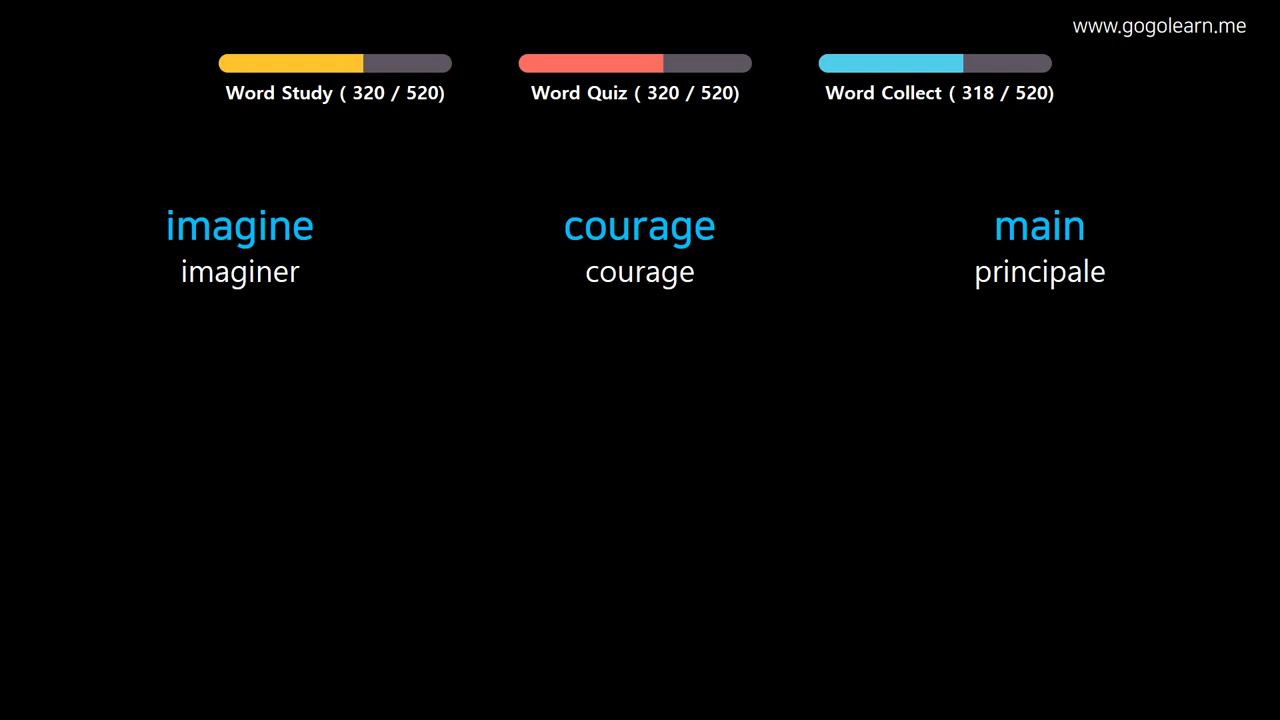 www.gogolearn.me
Word Study ( 320 / 520)
Word Quiz ( 320 / 520)
Word Collect ( 318 / 520)
imagine
imaginer
courage
courage
main
principale